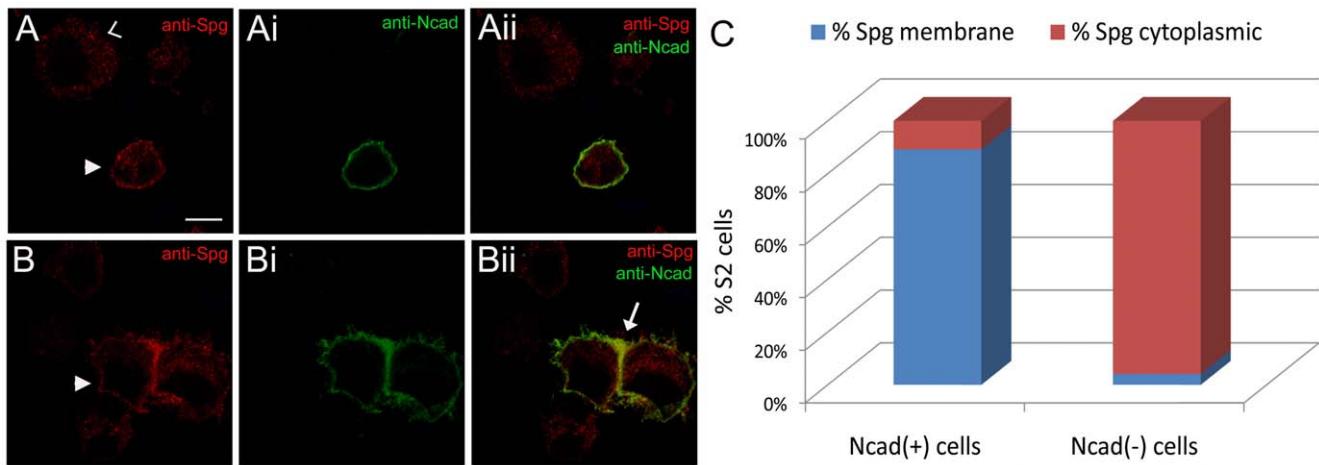 A
anti-Spg
Ai
anti-Ncad
Aii
anti-Spg
anti-Ncad
B
anti-Spg
Bi
anti-Ncad
Bii
anti-Spg
anti-Ncad
C
% Spg membrane
% Spg cytoplasmic
% S2 cells
100%
80%
60%
40%
20%
0%
Ncad(+) cells
Ncad(-) cells